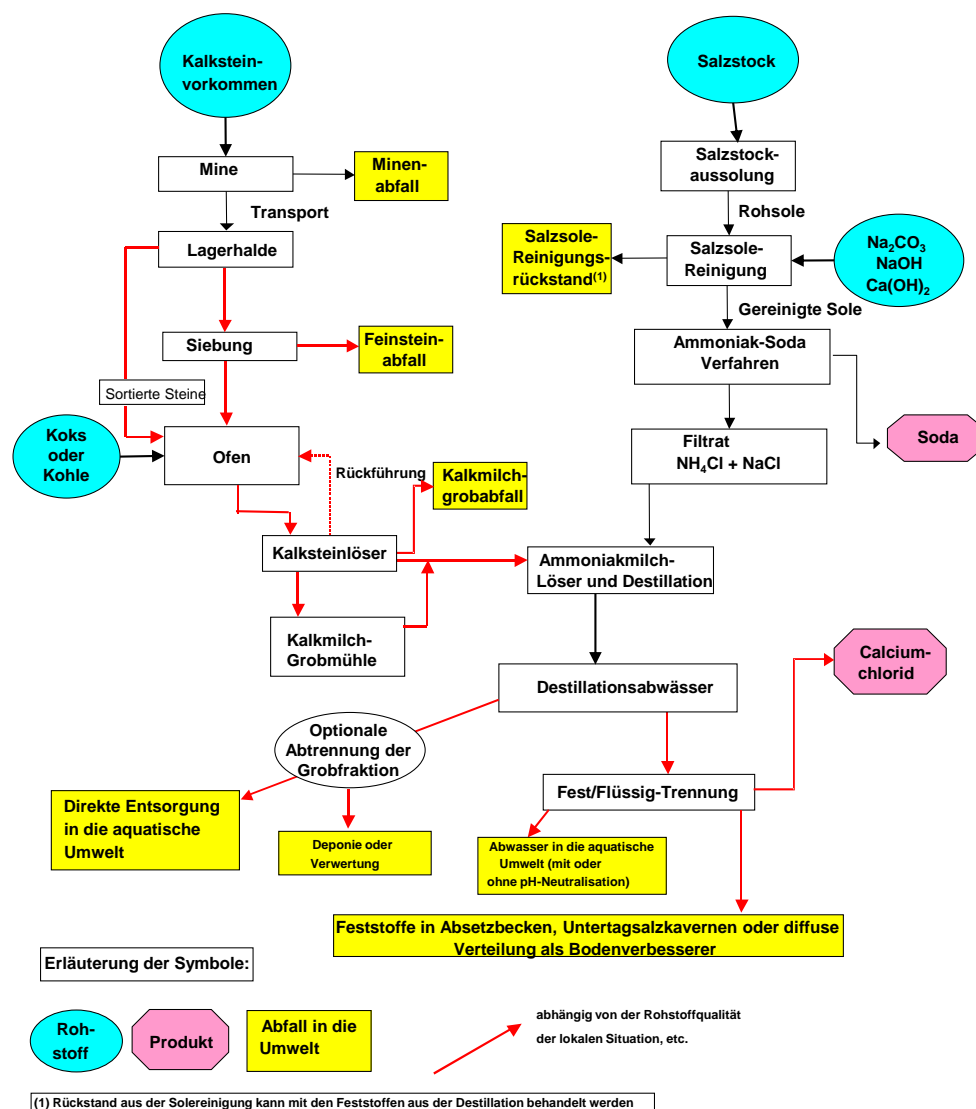 Kalkstein-
vorkommen
Salzstock
Mine
Minen-
abfall
Salzstock-
aussolung
Transport
Rohsole
Lagerhalde
Salzsole-
Reinigungs-
rückstand(1)
Salzsole-
Reinigung
Na2CO3
NaOH
Ca(OH)2
Gereinigte Sole
Siebung
Feinstein-
abfall
Ammoniak-Soda
Verfahren
Sortierte Steine
Koks
oder
Kohle
Ofen
Rückführung
Kalkmilch-
grobabfall
Filtrat
NH4Cl + NaCl
Soda
Kalksteinlöser
Ammoniakmilch-
Löser und Destillation
Kalkmilch-
Grobmühle
Destillationsabwässer
Calcium-
chlorid
Optionale
Abtrennung der
Grobfraktion
Fest/Flüssig-Trennung
Direkte Entsorgung
in die aquatische
Umwelt
Deponie oder
Verwertung
Abwasser in die aquatische
Umwelt (mit oder
ohne pH-Neutralisation)
Feststoffe in Absetzbecken, Untertagsalzkavernen oder diffuse
Verteilung als Bodenverbesserer
Erläuterung der Symbole:
Roh-
stoff
Produkt
Abfall in die
Umwelt
abhängig von der Rohstoffqualität
der lokalen Situation, etc.
(1) Rückstand aus der Solereinigung kann mit den Feststoffen aus der Destillation behandelt werden